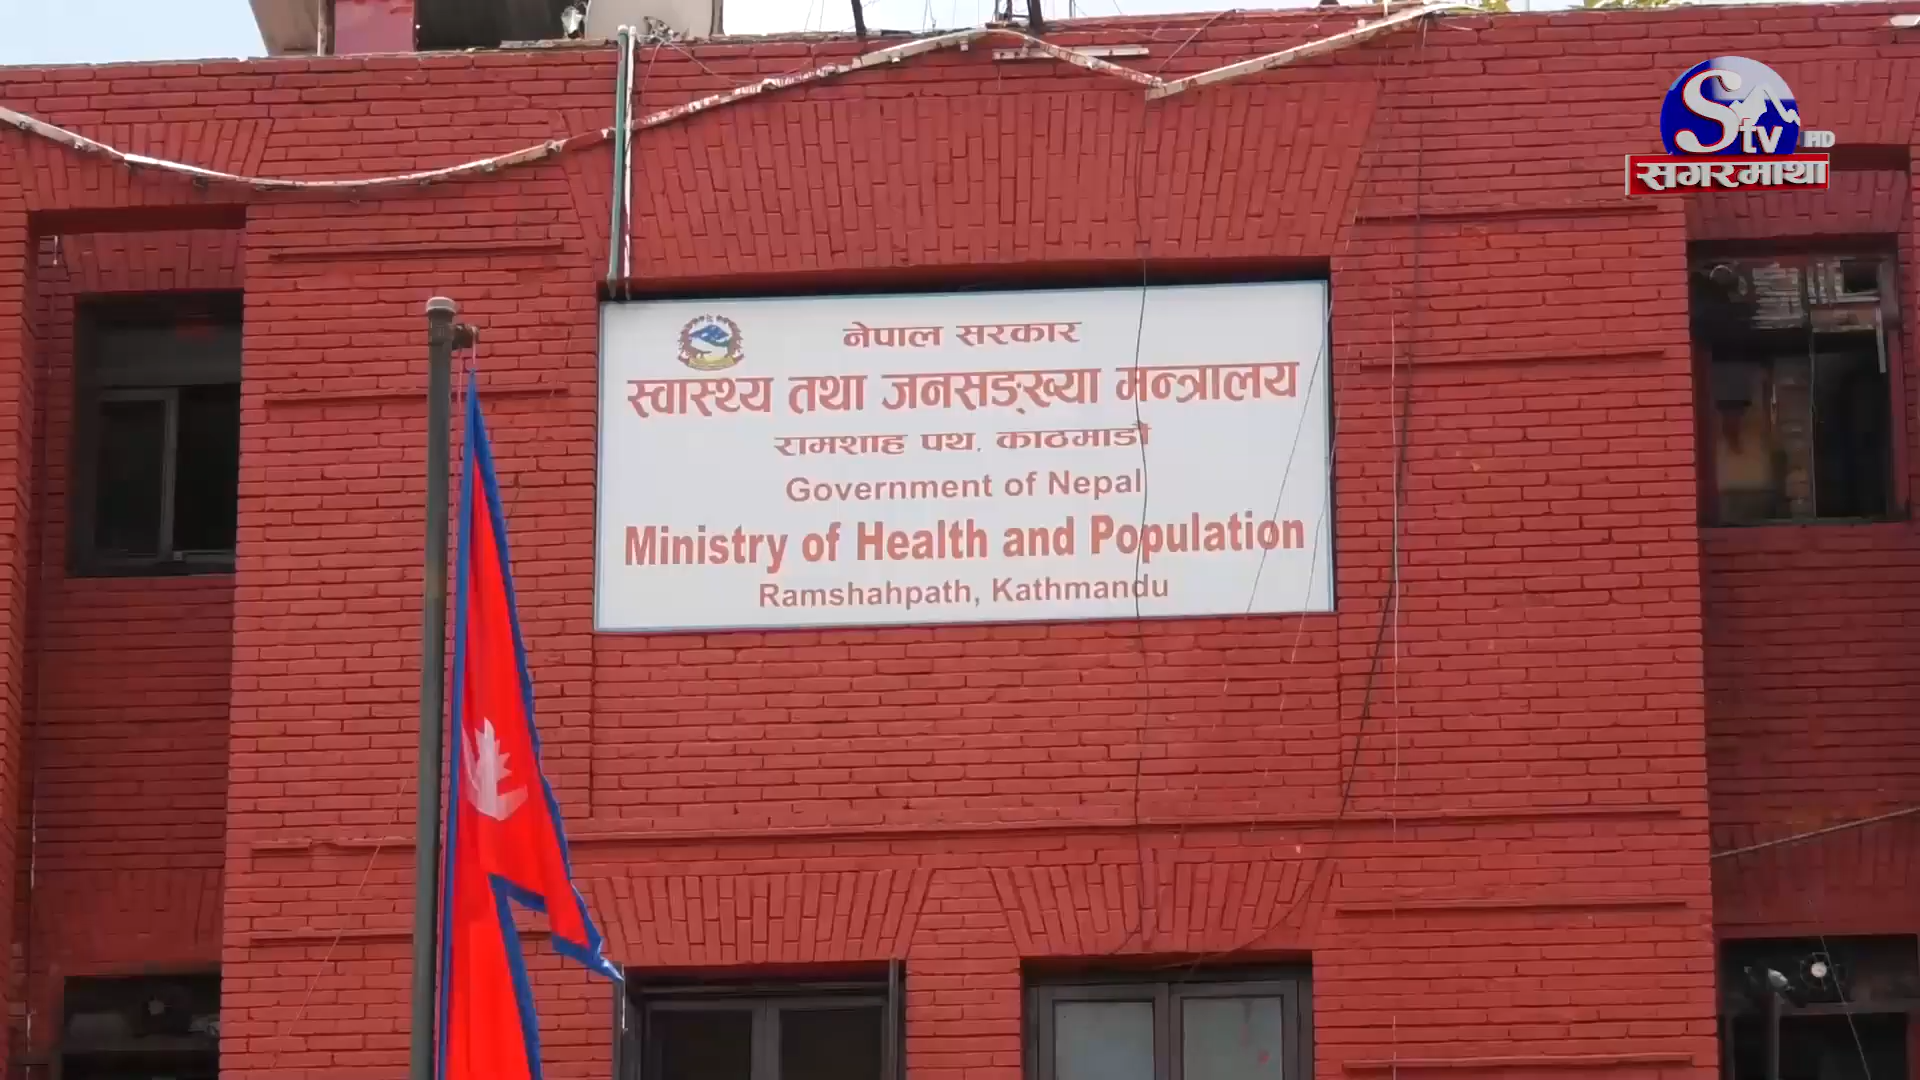 नेपाल सरकार
स्वास्थ्य तथा जनसङ्ख्या मन्त्रालय
रामशाह पथ, काठमाडौं
Government of Nepal
Ministry of Health and Population
Ramshahpath, Kathmandu
Stv HD
सगरमाथा